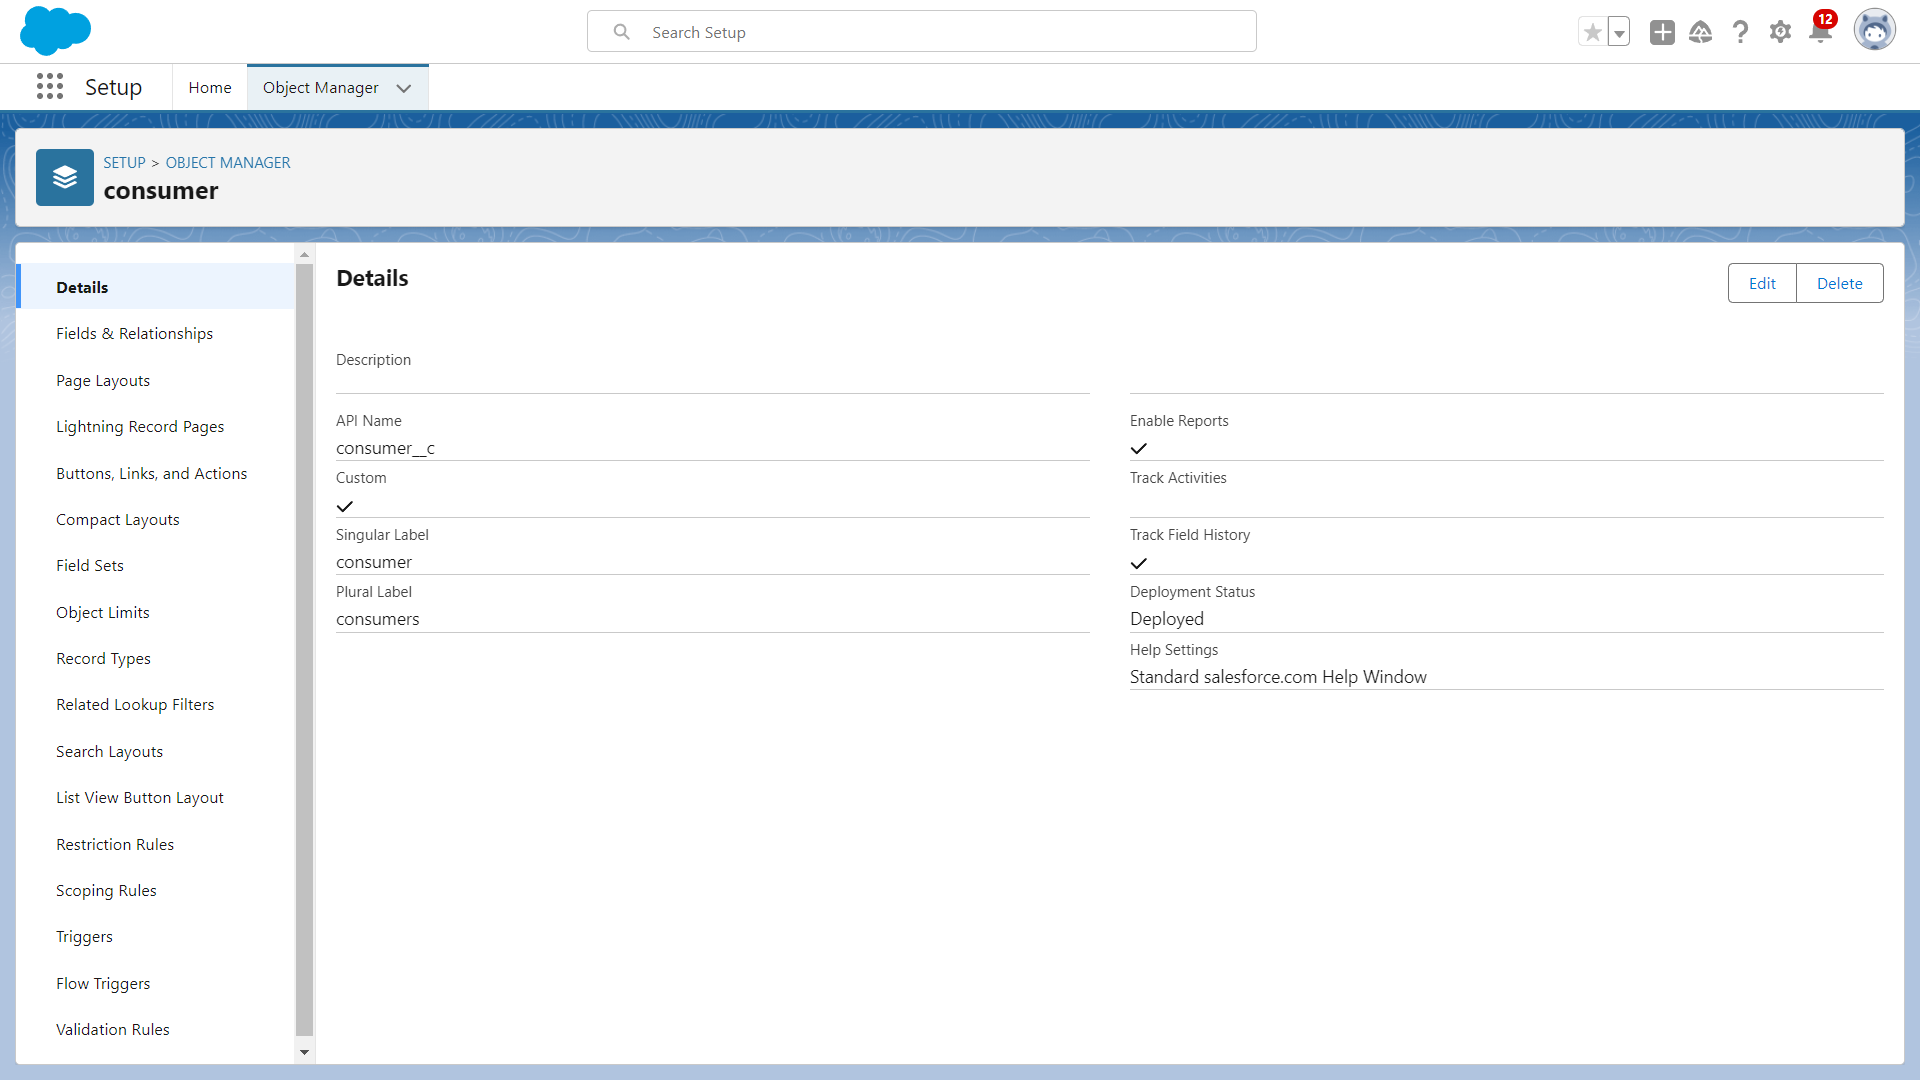 Search Setup
12
Setup
Home
Object Manager
SETUP > OBJECT MANAGER
consumer
Details
Fields & Relationships
Page Layouts
Lightning Record Pages
Buttons, Links, and Actions
Compact Layouts
Field Sets
Object Limits
Record Types
Related Lookup Filters
Search Layouts
List View Button Layout
Restriction Rules
Scoping Rules
Triggers
Flow Triggers
Validation Rules
Details
Edit
Delete
Description
API Name
consumer__c
Custom
Singular Label
consumer
Plural Label
consumers
Enable Reports
Track Activities
Track Field History
Deployment Status
Deployed
Help Settings
Standard salesforce.com Help Window